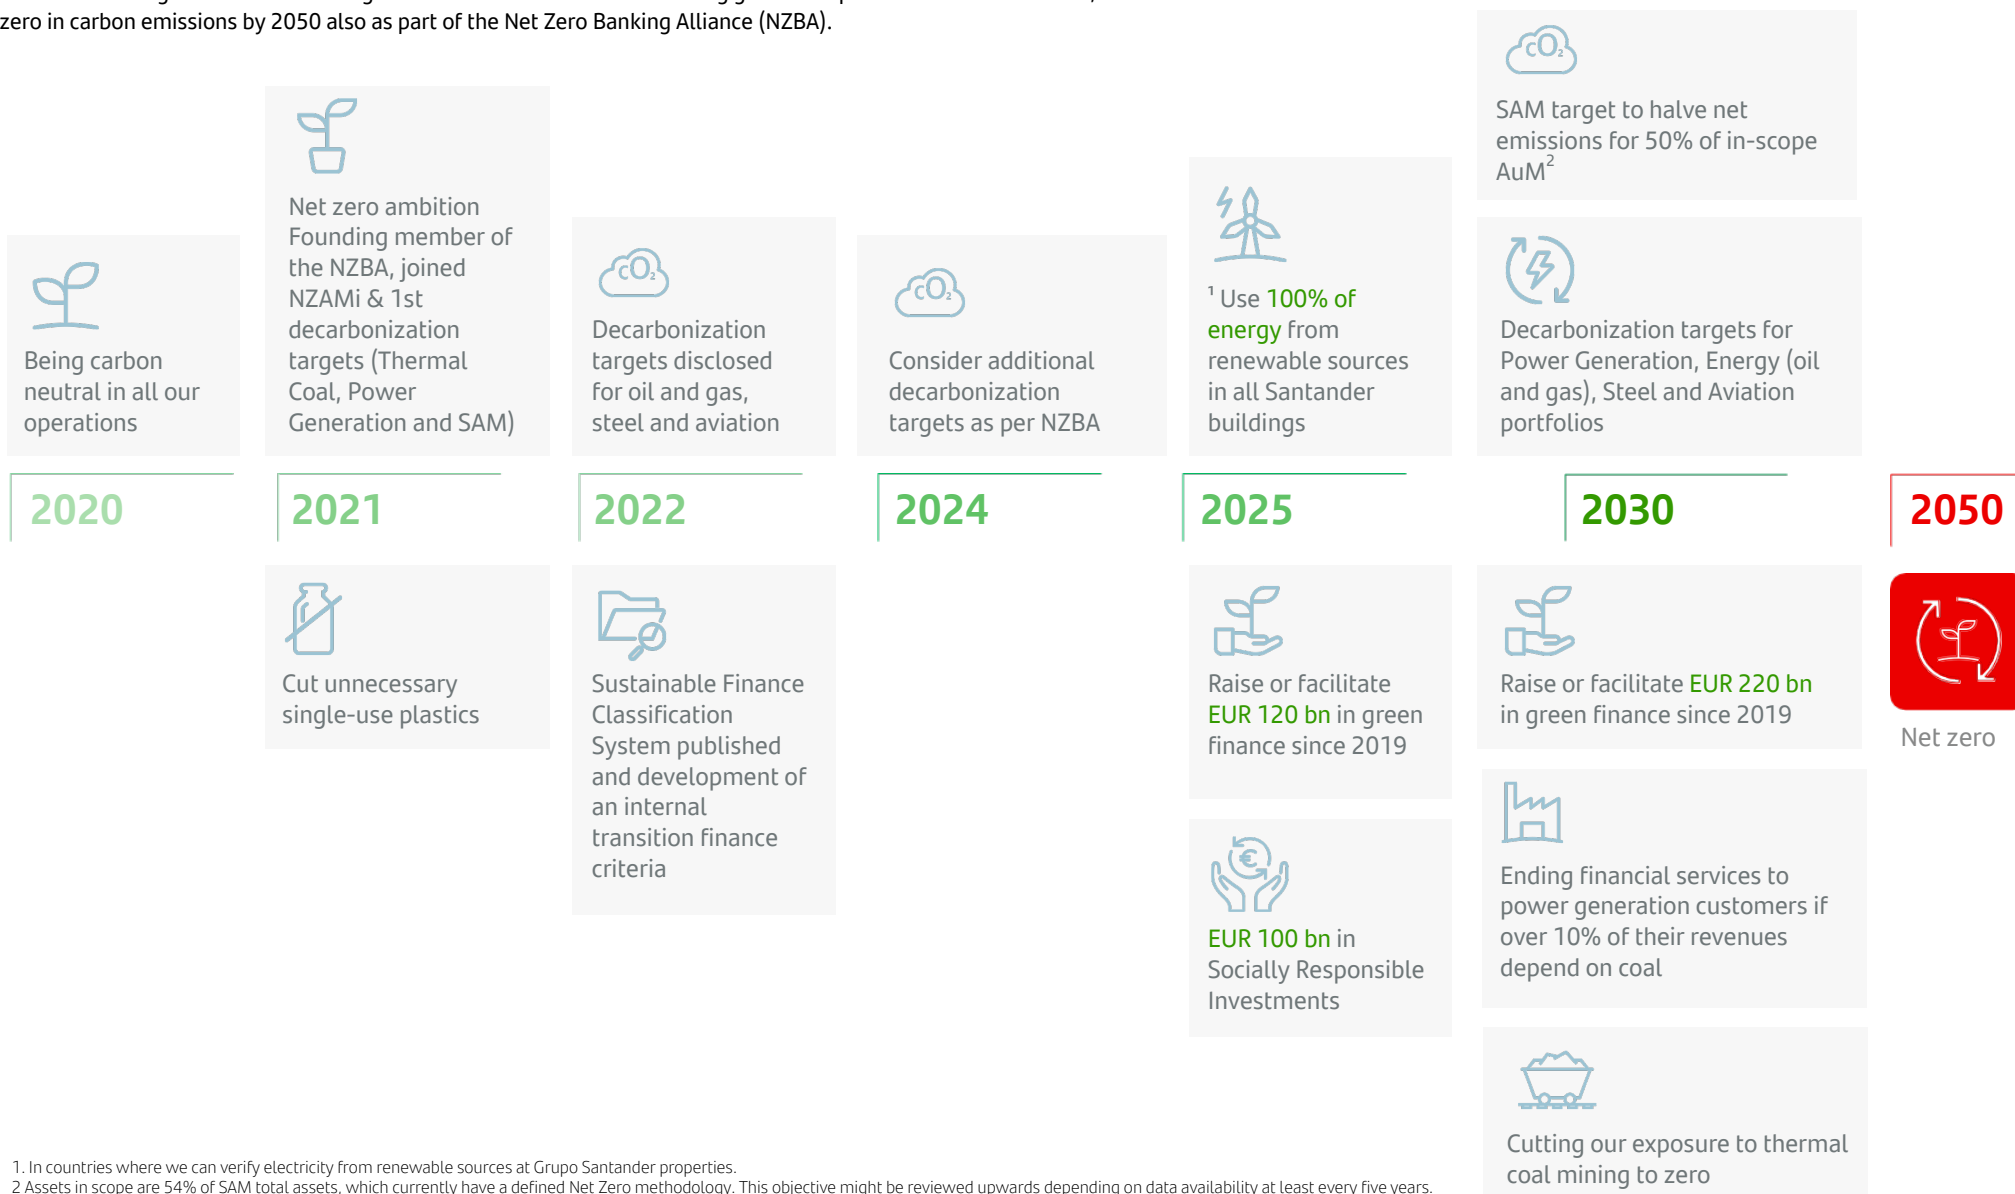 zero in carbon emissions by 2050 also as part of the Net Zero Banking Alliance (NZBA).
Being carbon
neutral in all our
operations
Net zero ambition
Founding member of
the NZBA, joined
NZAMi & 1st
decarbonization
targets (Thermal
Coal, Power
Generation and SAM)
CO2
Decarbonization
targets disclosed
for oil and gas,
steel and aviation
CO2
Consider additional
decarbonization
targets as per NZBA
¹ Use 100% of
energy from
renewable sources
in all Santander
buildings
CO2
SAM target to halve net
emissions for 50% of in-scope
AuM²
Decarbonization targets for
Power Generation, Energy (oil
and gas), Steel and Aviation
portfolios
2020
2021
2022
2024
2025
2030
2050
Cut unnecessary
single-use plastics
Sustainable Finance
Classification
System published
and development of
an internal
transition finance
criteria
Raise or facilitate
EUR 120 bn in green
finance since 2019
€
EUR 100 bn in
Socially Responsible
Investments
Raise or facilitate EUR 220 bn
in green finance since 2019
Ending financial services to
power generation customers if
over 10% of their revenues
depend on coal
Cutting our exposure to thermal
coal mining to zero
Net zero
1. In countries where we can verify electricity from renewable sources at Grupo Santander properties.
2 Assets in scope are 54% of SAM total assets, which currently have a defined Net Zero methodology. This objective might be reviewed upwards depending on data availability at least every five years.